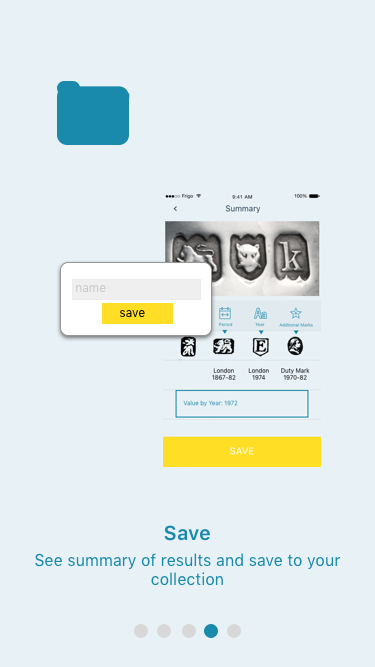 Frigo
9:41 AM
100%
Summary
k
name
save
Period
Year
Additional Marks
E
London
1867-82
London
1974
Duty Mark
1970-82
Value by Year: 1972
SAVE
Save
See summary of results and save to your
collection